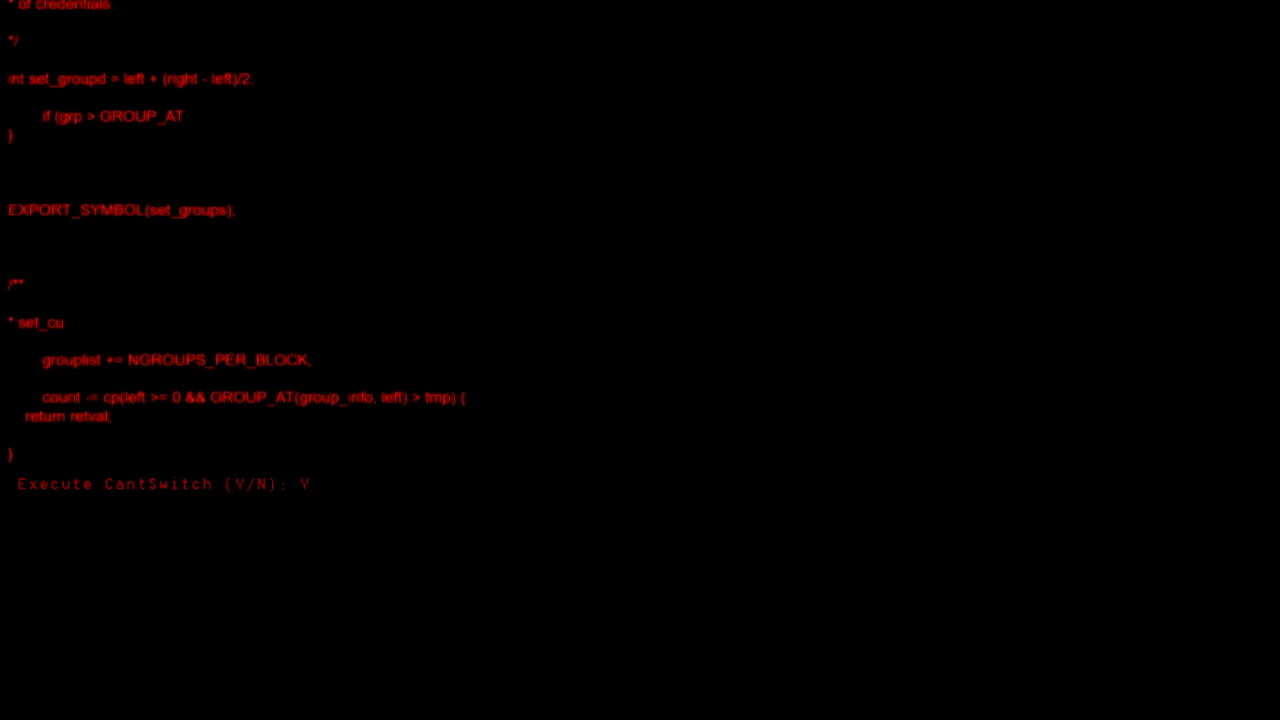 * of credentials
*/
int set_groupd = left + (right - left)/2;
if (grp > GROUP_AT
}
EXPORT_SYMBOL(set_groups);
/**
* set_cu
grouplist += NGROUPS_PER_BLOCK;
count -= cp(left >= 0 && GROUP_AT(group_info, left) > tmp) {
return retval;
}
Execute CantSwitch (Y/N): Y